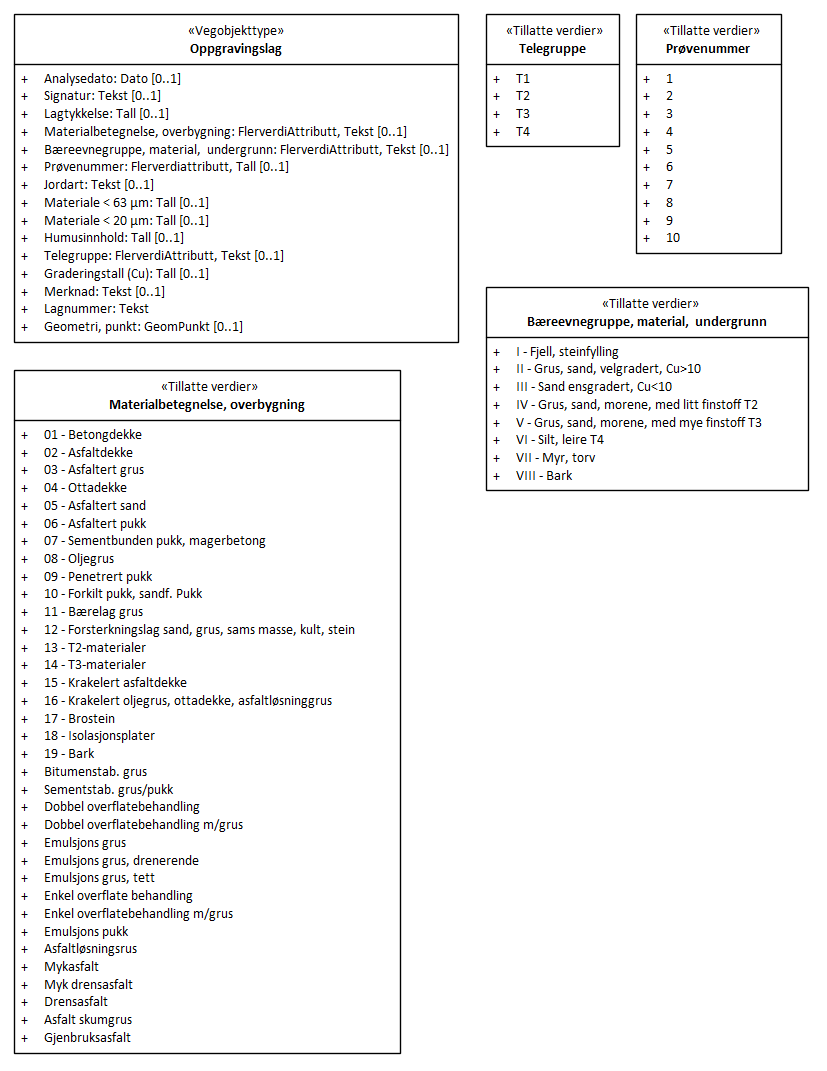 «Vegobjekttype»
Oppgravingslag
+ Analysedato: Dato [0..1]
+ Signatur: Tekst [0..1]
+ Lagtykkelse: Tall [0..1]
+ Materialbetegnelse, overbygning: FlerverdiAttributt, Tekst [0..1]
+ Bæreevnegruppe, material,  undergrunn: FlerverdiAttributt, Tekst [0..1]
+ Prøvenummer: Flerverdiattributt, Tall [0..1]
+ Jordart: Tekst [0..1]
+ Materiale < 63 µm: Tall [0..1]
+ Materiale < 20 µm: Tall [0..1]
+ Humusinnhold: Tall [0..1]
+ Telegruppe: FlerverdiAttributt, Tekst [0..1]
+ Graderingstall (Cu): Tall [0..1]
+ Merknad: Tekst [0..1]
+ Lagnummer: Tekst
+ Geometri, punkt: GeomPunkt [0..1]
«Tillatte verdier»
Telegruppe
+ T1
+ T2
+ T3
+ T4
«Tillatte verdier»
Prøvenummer
+ 1
+ 2
+ 3
+ 4
+ 5
+ 6
+ 7
+ 8
+ 9
+ 10
«Tillatte verdier»
Bæreevnegruppe, material,  undergrunn
+ I - Fjell, steinfylling
+ II - Grus, sand, velgradert, Cu>10
+ III - Sand ensgradert, Cu<10
+ IV - Grus, sand, morene, med litt finstoff T2
+ V - Grus, sand, morene, med mye finstoff T3
+ VI - Silt, leire T4
+ VII - Myr, torv
+ VIII - Bark
«Tillatte verdier»
Materialbetegnelse, overbygning
+ 01 - Betongdekke
+ 02 - Asfaltdekke
+ 03 - Asfaltert grus
+ 04 - Ottadekke
+ 05 - Asfaltert sand
+ 06 - Asfaltert pukk
+ 07 - Sementbunden pukk, magerbetong
+ 08 - Oljegrus
+ 09 - Penetrert pukk
+ 10 - Forkilt pukk, sandf. Pukk
+ 11 - Bærelag grus
+ 12 - Forsterkningslag sand, grus, sams masse, kult, stein
+ 13 - T2-materialer
+ 14 - T3-materialer
+ 15 - Krakelert asfaltdekke
+ 16 - Krakelert oljegrus, ottadekke, asfaltløsninggrus
+ 17 - Brostein
+ 18 - Isolasjonsplater
+ 19 - Bark
+ Bitumenstab. grus
+ Sementstab. grus/pukk
+ Dobbel overflatebehandling
+ Dobbel overflatebehandling m/grus
+ Emulsjons grus
+ Emulsjons grus, drenerende
+ Emulsjons grus, tett
+ Enkel overflate behandling
+ Enkel overflatebehandling m/grus
+ Emulsjons pukk
+ Asfaltløsningsrus
+ Mykasfalt
+ Myk drensasfalt
+ Drensasfalt
+ Asfalt skumgrus
+ Gjenbruksasfalt